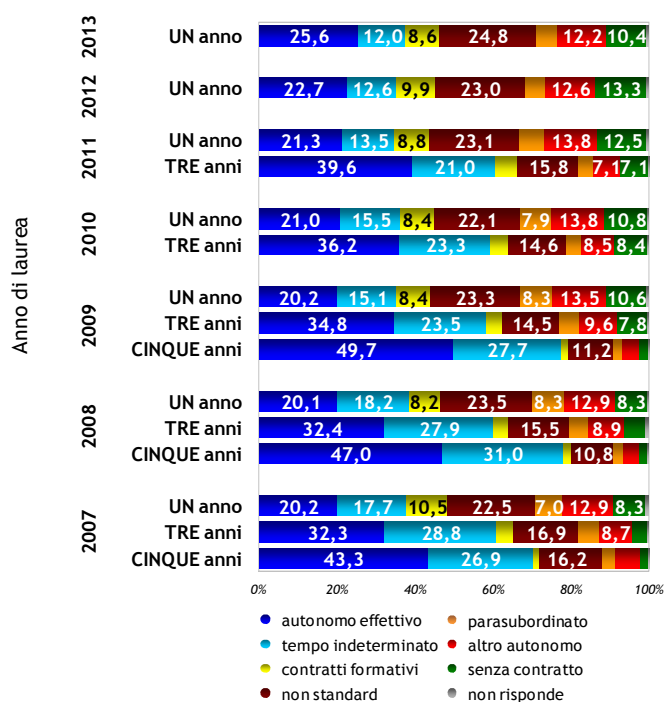 Anno di laurea
2013
UN anno 25,6 12,0 8,6 24,8 12,2 10,4
2012
UN anno 22,7 12,6 9,9 23,0 12,6 13,3
2011
UN anno 21,3 13,5 8,8 23,1 13,8 12,5
TRE anni 39,6 21,0 15,8 7,1 7,1
2010
UN anno 21,0 15,5 8,4 22,1 7,9 13,8 10,8
TRE anni 36,2 23,3 14,6 8,5 8,4
2009
UN anno 20,2 15,1 8,4 23,3 8,3 13,5 10,6
TRE anni 34,8 23,5 14,5 9,6 7,8
CINQUE anni 49,7 27,7 11,2
2008
UN anno 20,1 18,2 8,2 23,5 8,3 12,9 8,3
TRE anni 32,4 27,9 15,5 8,9
CINQUE anni 47,0 31,0 10,8
2007
UN anno 20,2 17,7 10,5 22,5 7,0 12,9 8,3
TRE anni 32,3 28,8 16,9 8,7
CINQUE anni 43,3 26,9 16,2
0% 20% 40% 60% 80% 100%
autonomo effettivo parasubordinato
tempo indeterminato altro autonomo
contratti formativi senza contratto
non standard non risponde